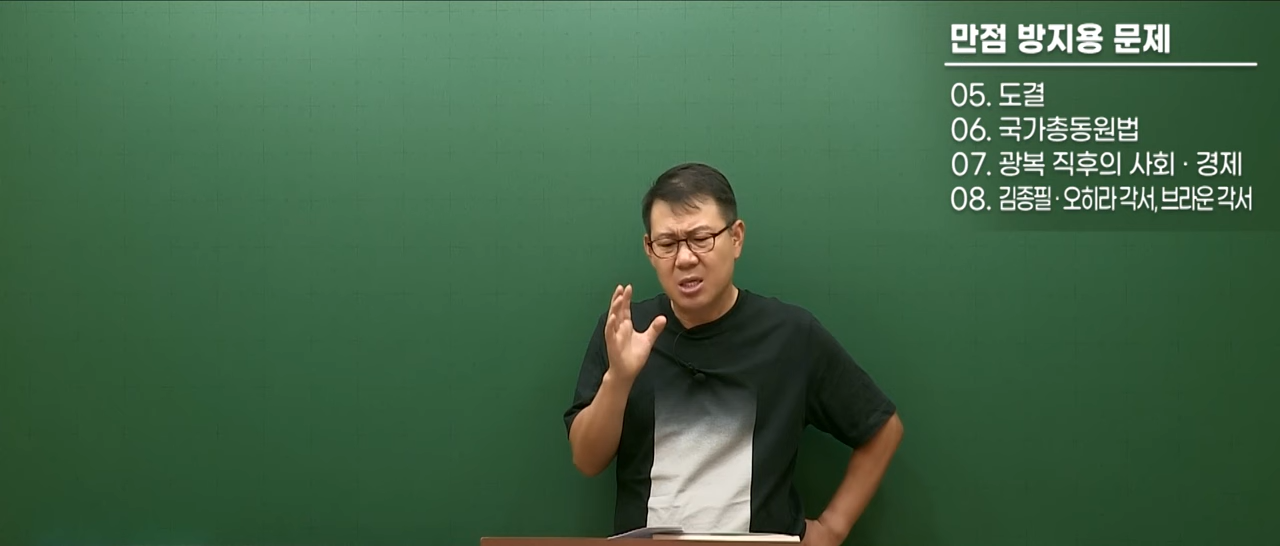 만점 방지용 문제
05. 도결
06. 국가총동원법
07. 광복 직후의 사회 · 경제
08. 김종필 · 오히라 각서, 브라운 각서